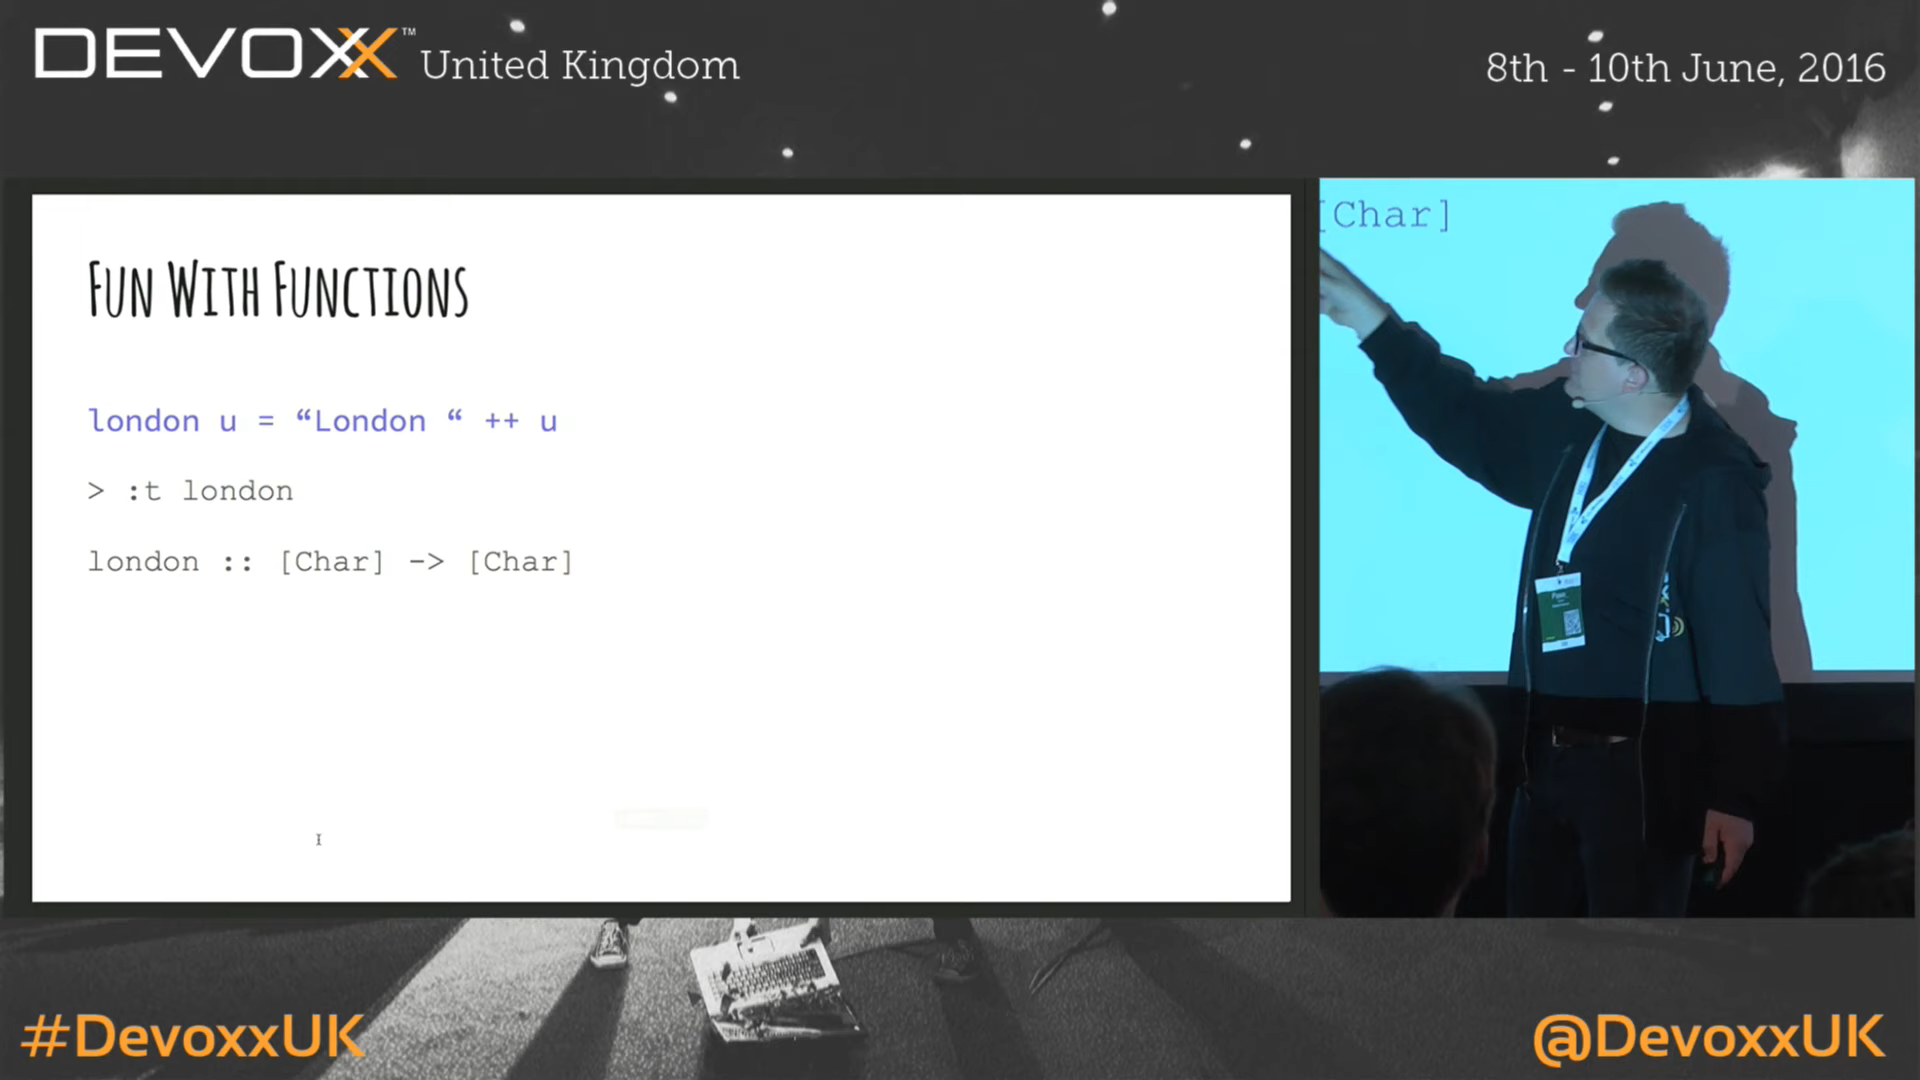 DEVOXX™ United Kingdom
8th - 10th June, 2016
FUN WITH FUNCTIONS
london u = “London “ ++ u
> :t london
london :: [Char] -> [Char]
[Char]
#DevoxxUK
@DevoxxUK